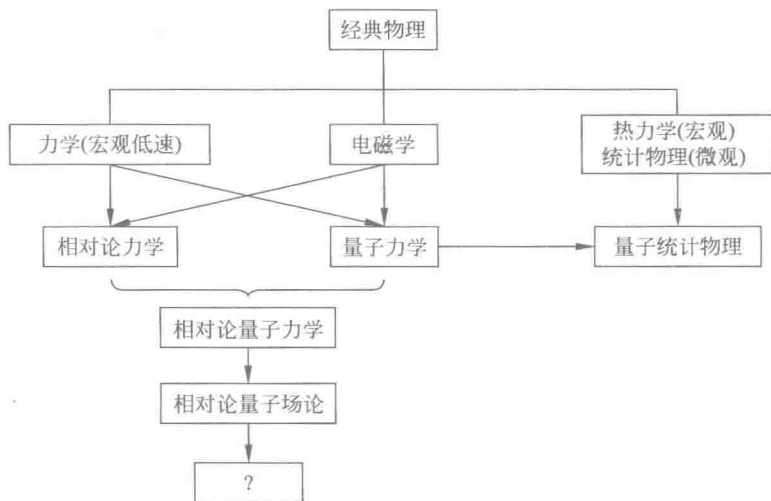 经典物理
力学(宏观低速)
电磁学
热力学(宏观)
统计物理(微观)
相对论力学
量子力学
量子统计物理
相对论量子力学
相对论量子场论
?